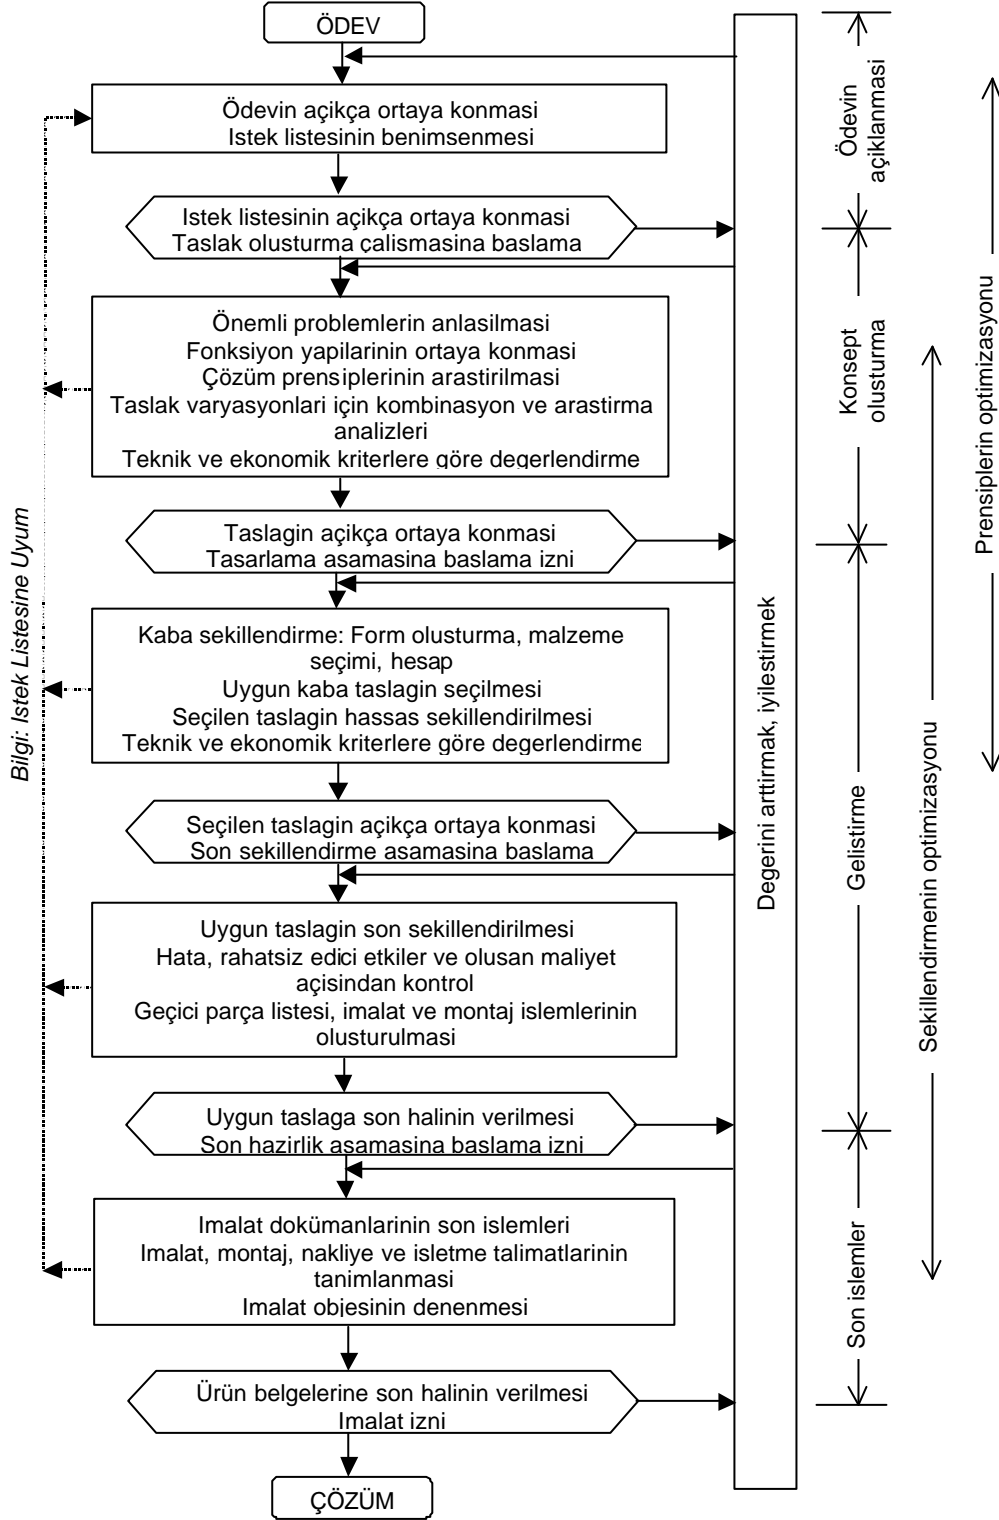 ÖDEV
Ödevin açikça ortaya konmasi
Istek listesinin benimsenmesi
Istek listesinin açikça ortaya konmasi
Taslak olusturma çalismasina baslama
Önemli problemlerin anlasilmasi
Fonksiyon yapilarinin ortaya konmasi
Çözüm prensiplerinin arastirilmasi
Taslak varyasyonlari için kombinasyon ve arastirma
analizleri
Teknik ve ekonomik kriterlere göre degerlendirme
Taslagin açikça ortaya konmasi
Tasarlama asamasina baslama izni
Kaba sekillendirme: Form olusturma, malzeme
seçimi, hesap
Uygun kaba taslagin seçilmesi
Seçilen taslagin hassas sekillendirilmesi
Teknik ve ekonomik kriterlere göre degerlendirme
Seçilen taslagin açikça ortaya konmasi
Son sekillendirme asamasina baslama
Uygun taslagin son sekillendirilmesi
Hata, rahatsiz edici etkiler ve olusan maliyet
açisindan kontrol
Geçici parça listesi, imalat ve montaj islemlerinin
olusturulmasi
Uygun taslaga son halinin verilmesi
Son hazirlik asamasina baslama izni
Imalat dokümanlarinin son islemleri
Imalat, montaj, nakliye ve isletme talimatlarinin
tanimlanmasi
Imalat objesinin denenmesi
Ürün belgelerine son halinin verilmesi
Imalat izni
ÇÖZÜM
Bilgi: Istek Listesine Uyum
Degerini arttirmak, iyilestirmek
Ödevin
açiklanmasi
Konsept
olusturma
Gelistirme
Son islemler
Sekillendirmenin optimizasyonu
Prensiplerin optimizasyonu